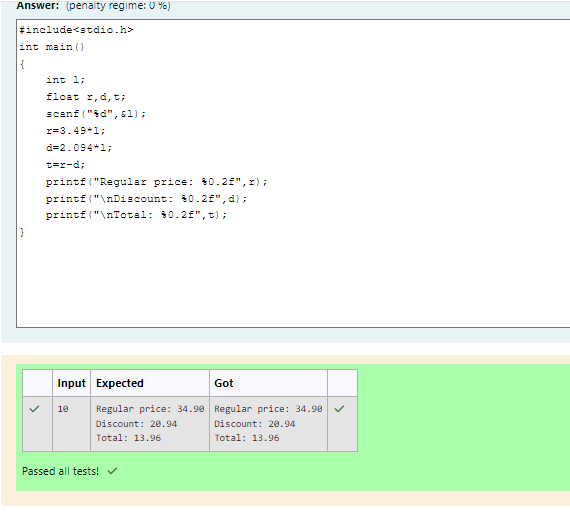 Answer: (penalty regime: 0 %)
#include<stdio.h>
int main()
{
    int l;
    float r,d,t;
    scanf("%d",&l);
    r=3.49*l;
    d=2.094*l;
    t=r-d;
    printf("Regular price: %0.2f",r);
    printf("\nDiscount: %0.2f",d);
    printf("\nTotal: %0.2f",t);
}
Input Expected Got
10 Regular price: 34.90 Regular price: 34.90
Discount: 20.94 Discount: 20.94
Total: 13.96 Total: 13.96
Passed all tests!